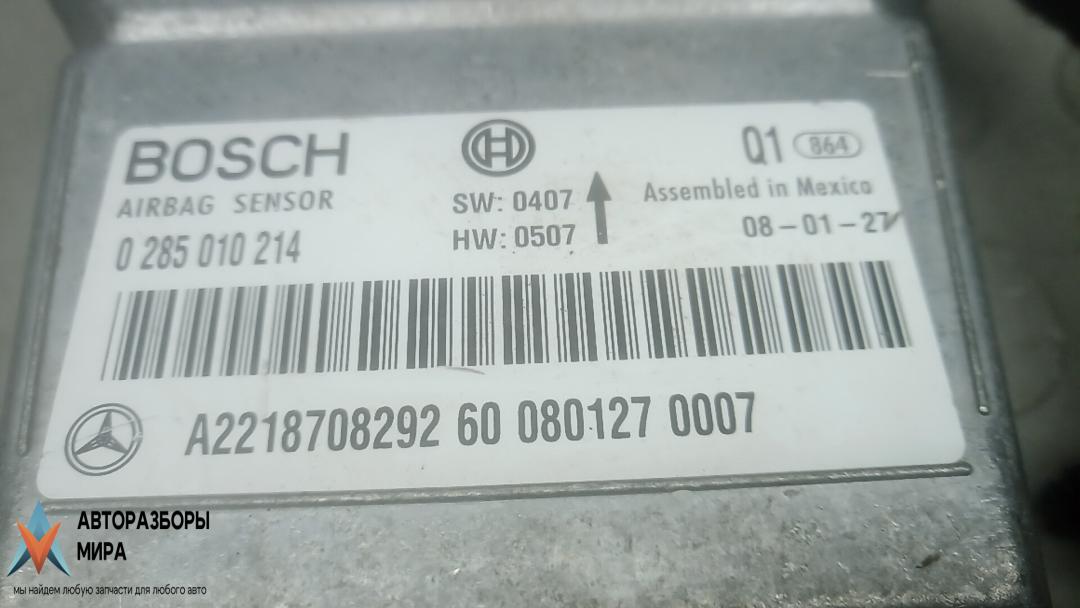 BOSCH
AIRBAG SENSOR
0 285 010 214
SW: 0407
HW: 0507
Q1 864
Assembled in Mexico
08-01-27
A2218708292 60 080127 0007
АВТОРАЗБОРЫ
МИРА
мы найдем любую запчасти для любого авто